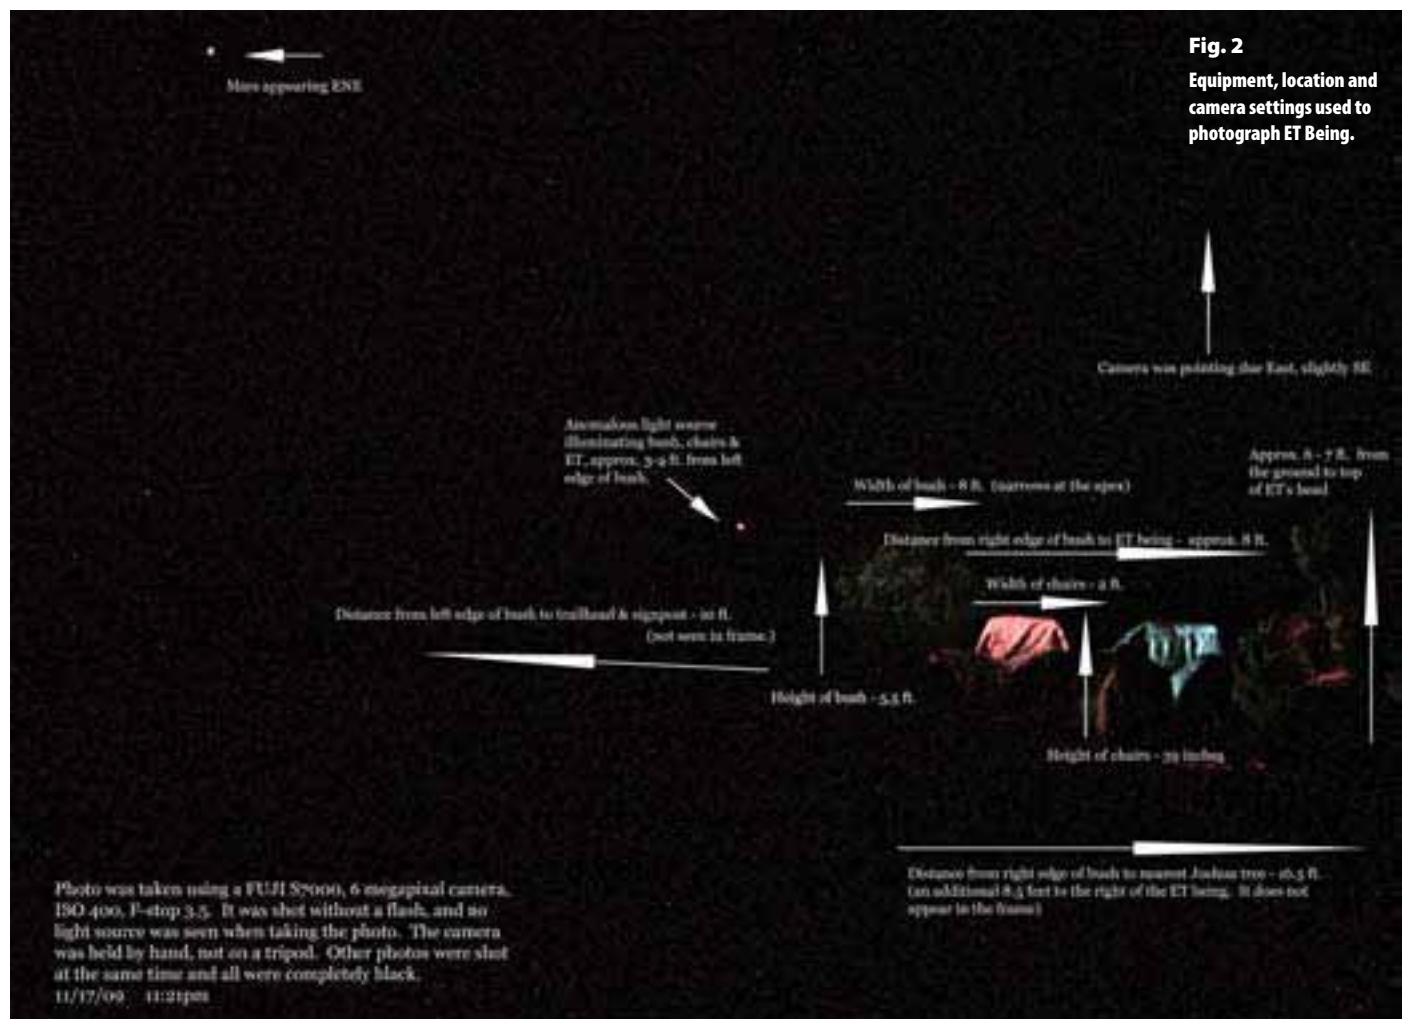 Fig. 2
Equipment, location and
camera settings used to
photograph ET Being.
Mars appearing ENE
Camera was pointing due East, slightly SE
Anomalous light source
illuminating bush, chairs &
ET, approx. 3-4 ft. from left
edge of bush.
Width of bush - 8 ft. (narrows at the apex)
Approx. 6 - 7 ft. from
the ground to top
of ET's head
Distance from right edge of bush to ET being - approx. 8 ft.
Width of chairs - 2 ft.
Distance from left edge of bush to trailhead & signpost - 10 ft.
(not seen in frame.)
Height of bush - 5.5 ft.
Height of chairs - 39 inches
Distance from right edge of bush to nearest Joshua tree - 16.5 ft.
(an additional 8.5 feet to the right of the ET being. It does not
appear in the frame)
Photo was taken using a FUJI S7000, 6 megapixal camera,
ISO 400, F-stop 3.5. It was shot without a flash, and no
light source was seen when taking the photo. The camera
was held by hand, not on a tripod. Other photos were shot
at the same time and all were completely black.
11/17/09 11:21pm